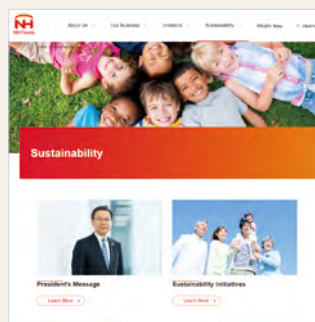 NH Foods
About Us Our Business Investors Sustainability What's New
Sustainability
President's Message
Sustainability Initiatives
Learn More
Learn More